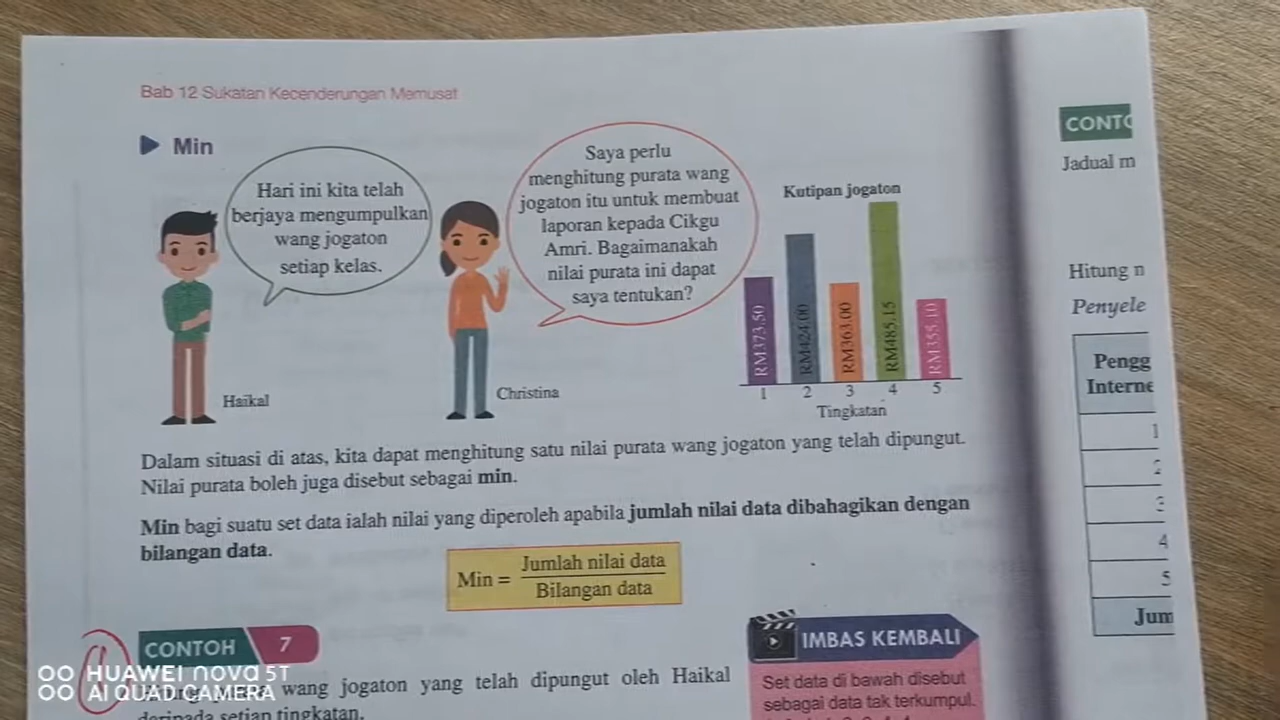 Bab 12 Sukatan Kecenderungan Memusat
Min
Hari ini kita telah
berjaya mengumpulkan
wang jogaton
setiap kelas.
Haikal
Saya perlu
menghitung purata wang
jogaton itu untuk membuat
laporan kepada Cikgu
Amri. Bagaimanakah
nilai purata ini dapat
saya tentukan?
Christina
Kutipan jogaton
RM373.50
RM424.00
RM363.00
RM485.15
RM355.10
1 2 3 4 5
Tingkatan
Dalam situasi di atas, kita dapat menghitung satu nilai purata wang jogaton yang telah dipungut.
Nilai purata boleh juga disebut sebagai min.
Min bagi suatu set data ialah nilai yang diperoleh apabila jumlah nilai data dibahagikan dengan
bilangan data.
Min = Jumlah nilai data
Bilangan data
CONTOH 7
wang jogaton yang telah dipungut oleh Haikal
daripada setiap tingkatan.
IMBAS KEMBALI
Set data di bawah disebut
sebagai data tak terkumpul.
Jadual m
Hitung n
Penyele
Pengg
Interne
1
2
3
4
5
Jum
HUAWEI nova 5T
AI QUAD CAMERA